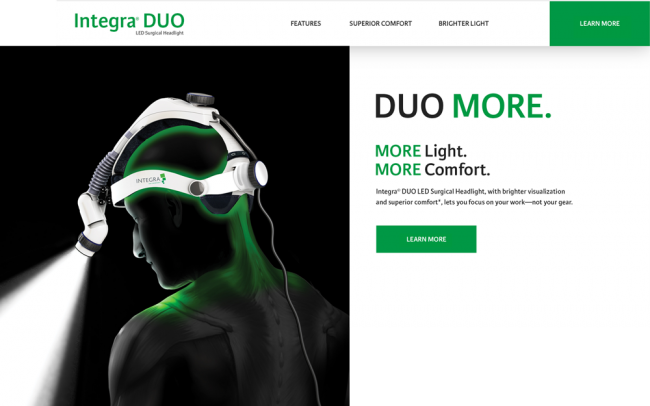 Integra® DUO
LED Surgical Headlight
FEATURES
SUPERIOR COMFORT
BRIGHTER LIGHT
LEARN MORE
INTEGRA
DUO MORE.
MORE Light.
MORE Comfort.
Integra® DUO LED Surgical Headlight, with brighter visualization
and superior comfort*, lets you focus on your work—not your gear.
LEARN MORE